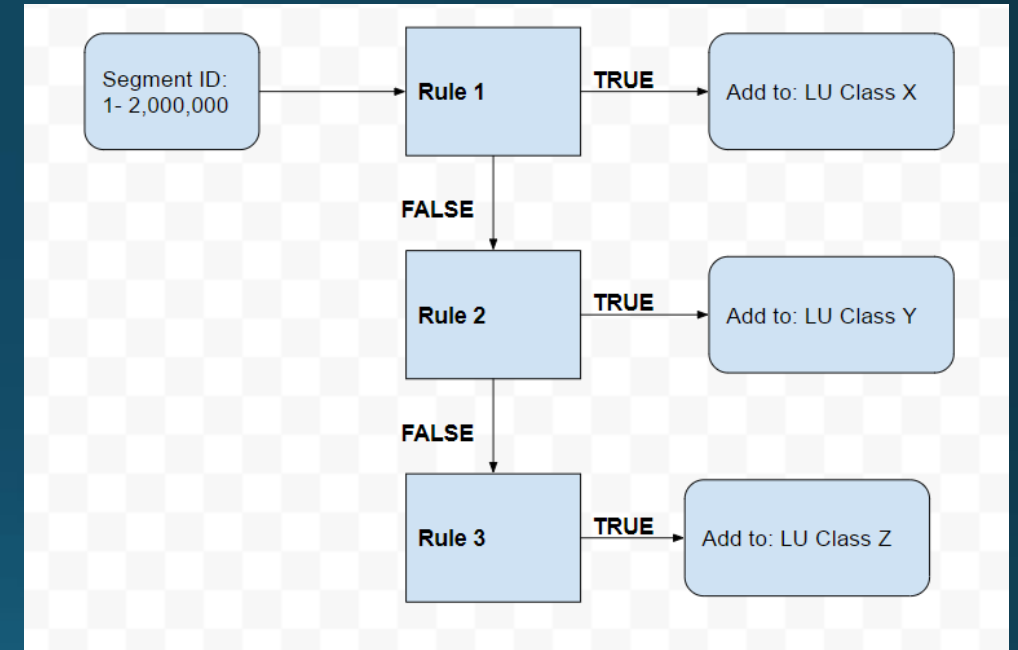 Segment ID:
1- 2,000,000
Rule 1
TRUE
Add to: LU Class X
FALSE
Rule 2
TRUE
Add to: LU Class Y
FALSE
Rule 3
TRUE
Add to: LU Class Z